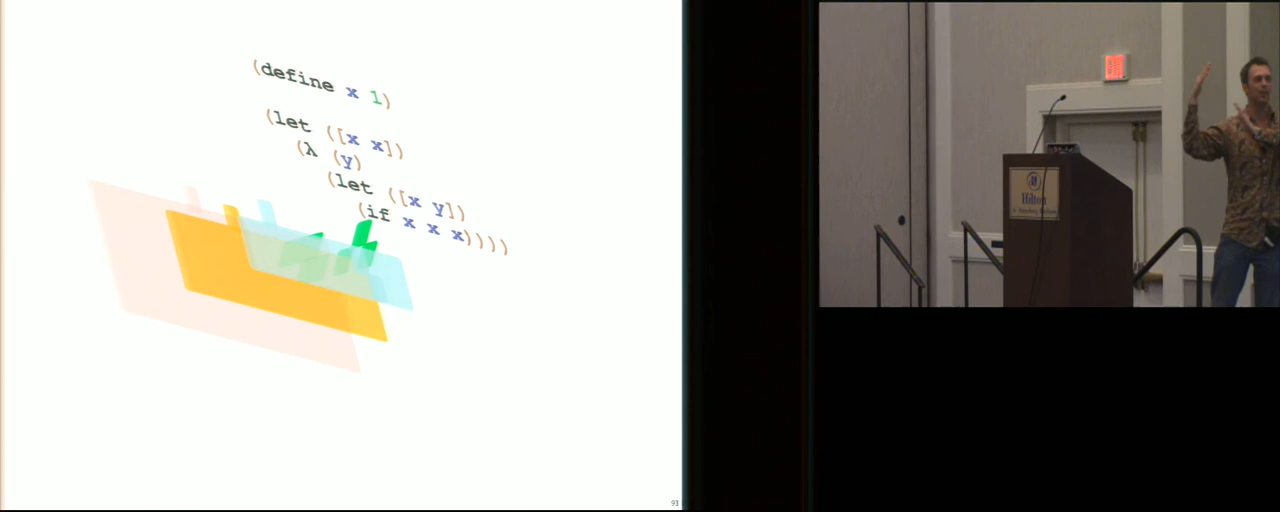 (define x 1)
(let ([x x])
(λ (y)
(let ([x y])
(if x x x))))
93
Hilton